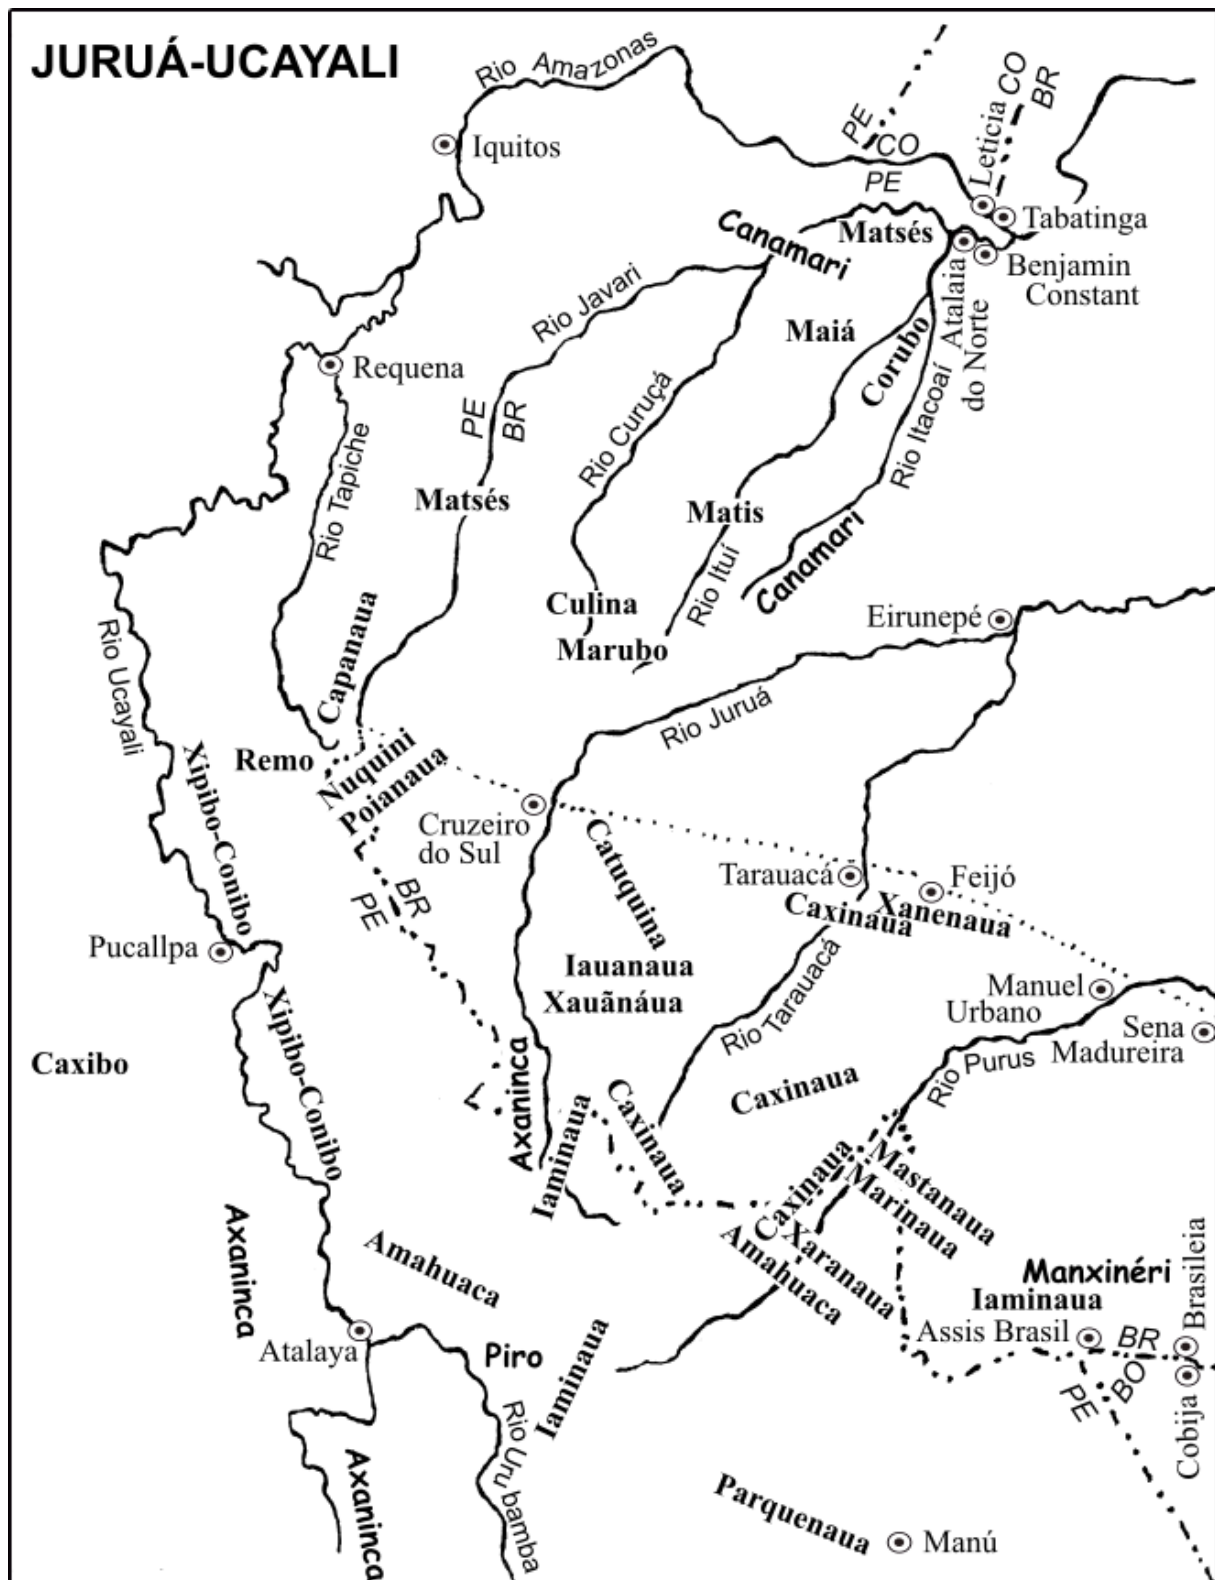 JURUÁ-UCAYALI
Rio Amazonas
PE
CO
CO
BR
PE
Leticia
Iquitos
Tabatinga
Canamari
Matsés
Benjamin
Constant
Atalaia
do Norte
Rio Javari
Maiá
Corubo
Requena
PE
BR
Rio Curuçá
Rio Itacoaí
Rio Tapiche
Matsés
Matis
Canamari
Rio Ituí
Culina
Marubo
Eirunepé
Rio Ucayali
Capanaua
Rio Juruá
Remo
Nuquini
Poianaua
Xipibo-Conibo
Cruzeiro
do Sul
Catuquina
Tarauacá
Feijó
BR
PE
Caxinaua
Xanenaua
Pucallpa
Iauanaua
Xauãnáua
Rio Tarauacá
Manuel
Urbano
Sena
Madureira
Rio Purus
Xipibo-Conibo
Caxibo
Axaninca
Iaminaua
Caxinaua
Caxinaua
Caxinaua
Mastanaua
Marinaua
Axaninca
Amahuaca
Xaranaua
Amahuaca
Manxinéri
Iaminaua
Brasileia
Assis Brasil
BR
BO
PE
Cobija
Atalaya
Piro
Iaminaua
Rio Urubamba
Axaninca
Parquenaua
Manú